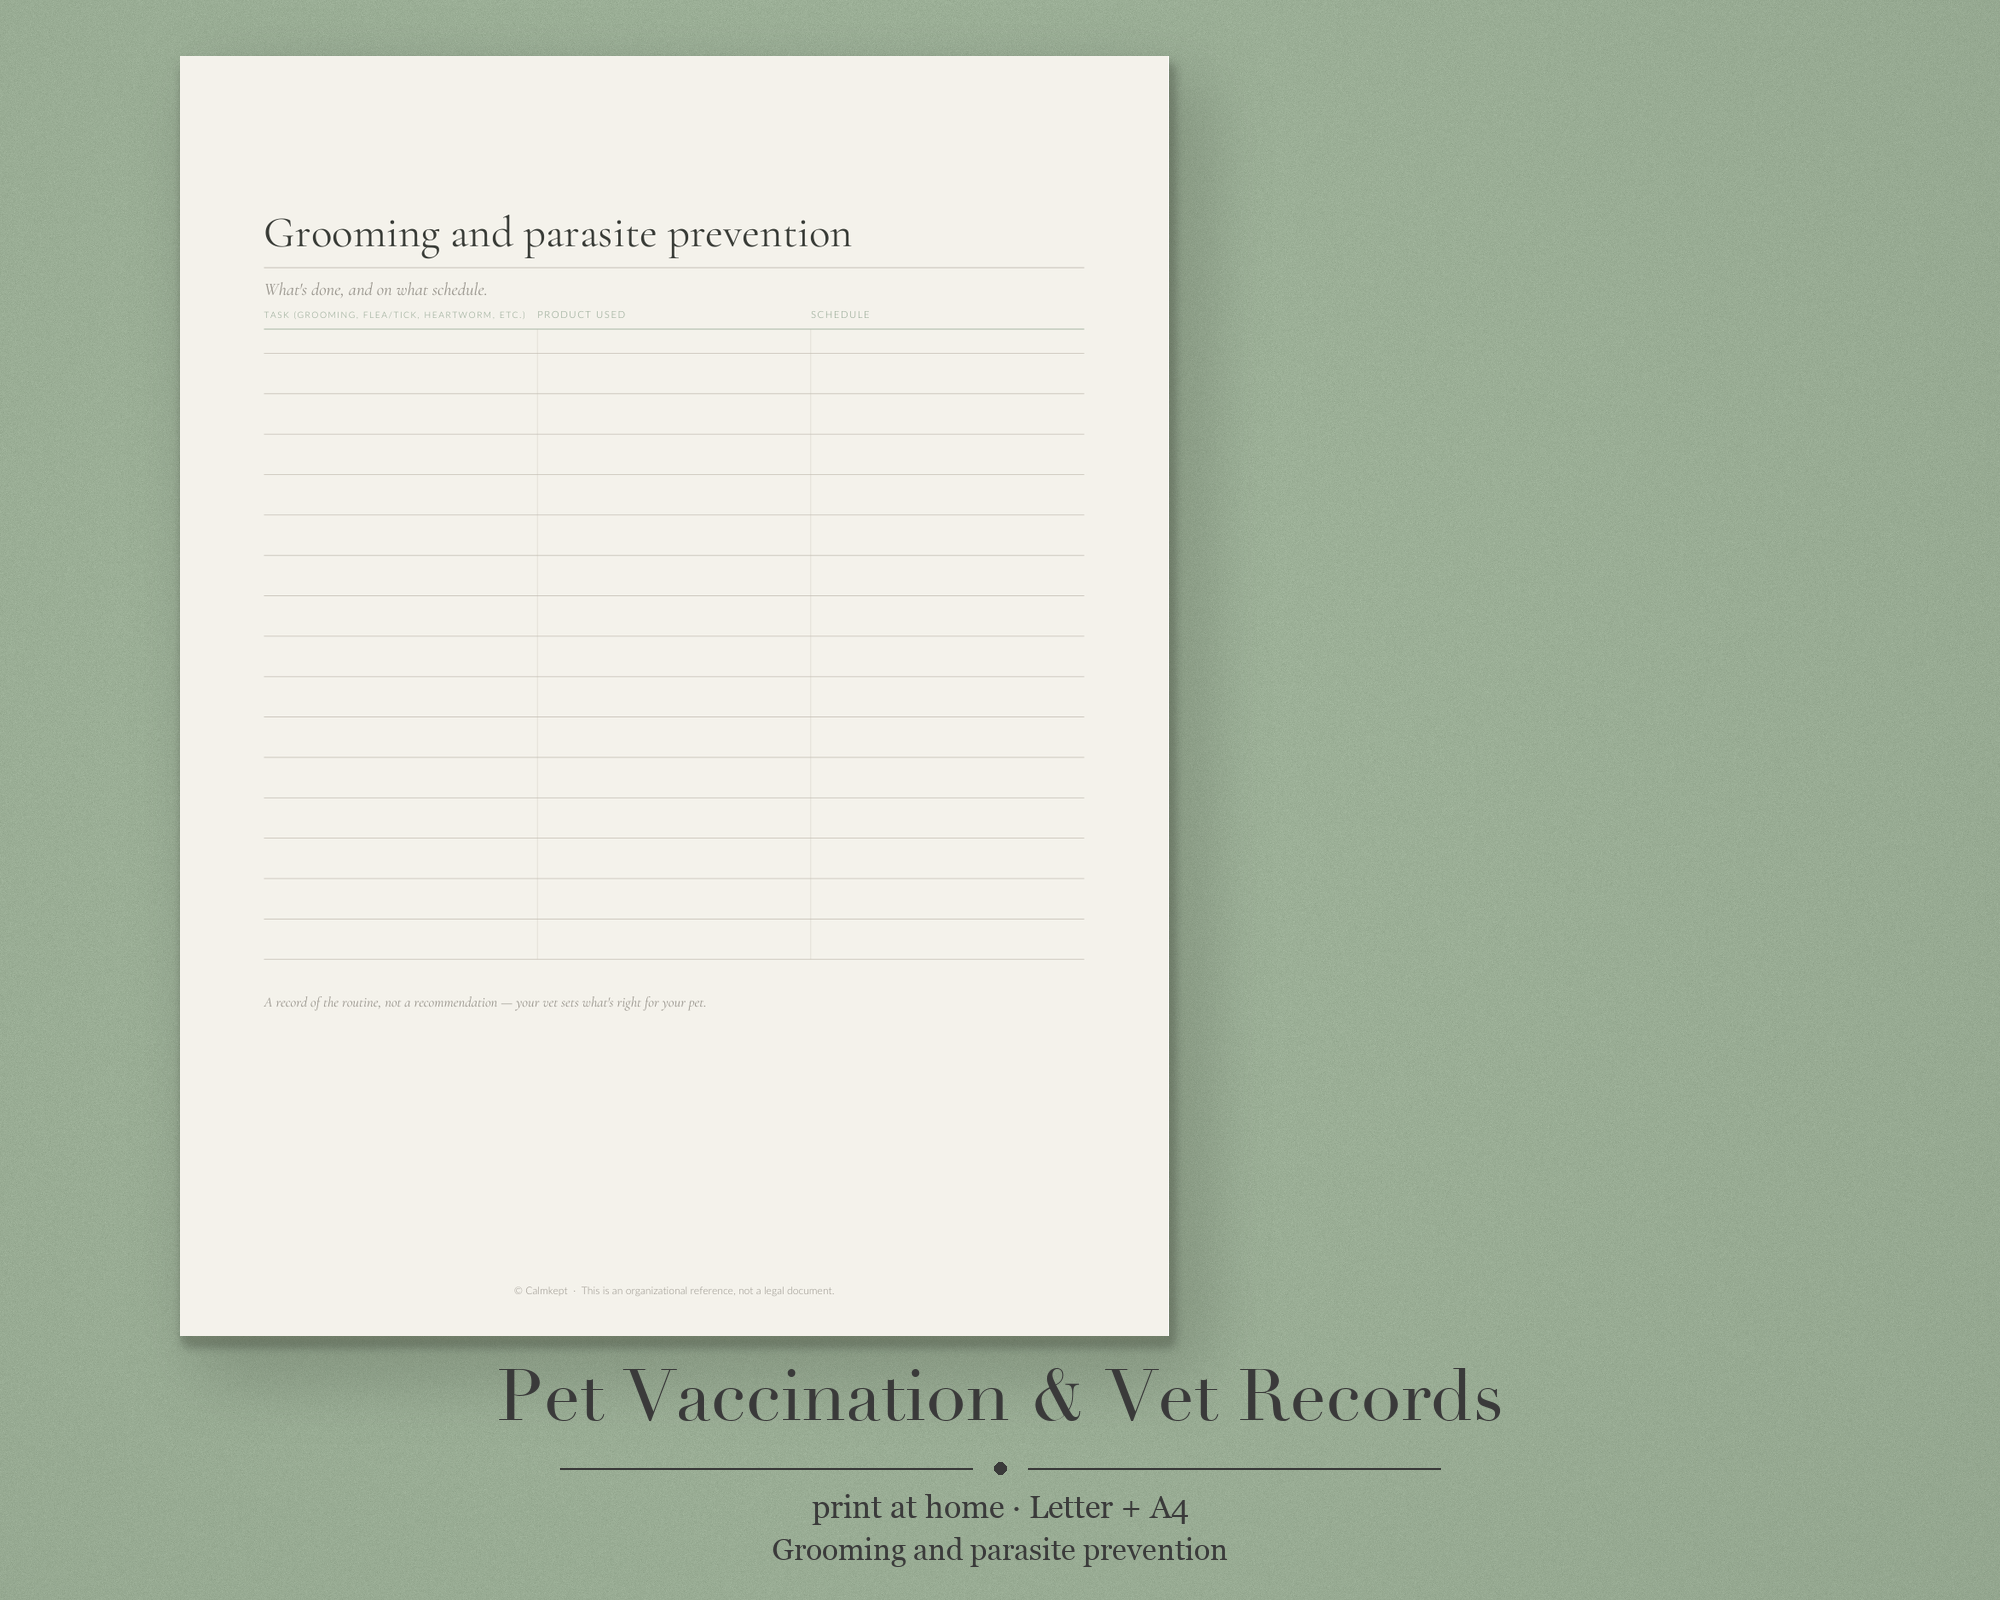 Grooming and parasite prevention
What's done, and on what schedule.
TASK (GROOMING, FLEA/TICK, HEARTWORM, ETC.) PRODUCT USED SCHEDULE
A record of the routine, not a recommendation — your vet sets what's right for your pet.
© Calmkept · This is an organizational reference, not a legal document.
Pet Vaccination & Vet Records
print at home · Letter + A4
Grooming and parasite prevention